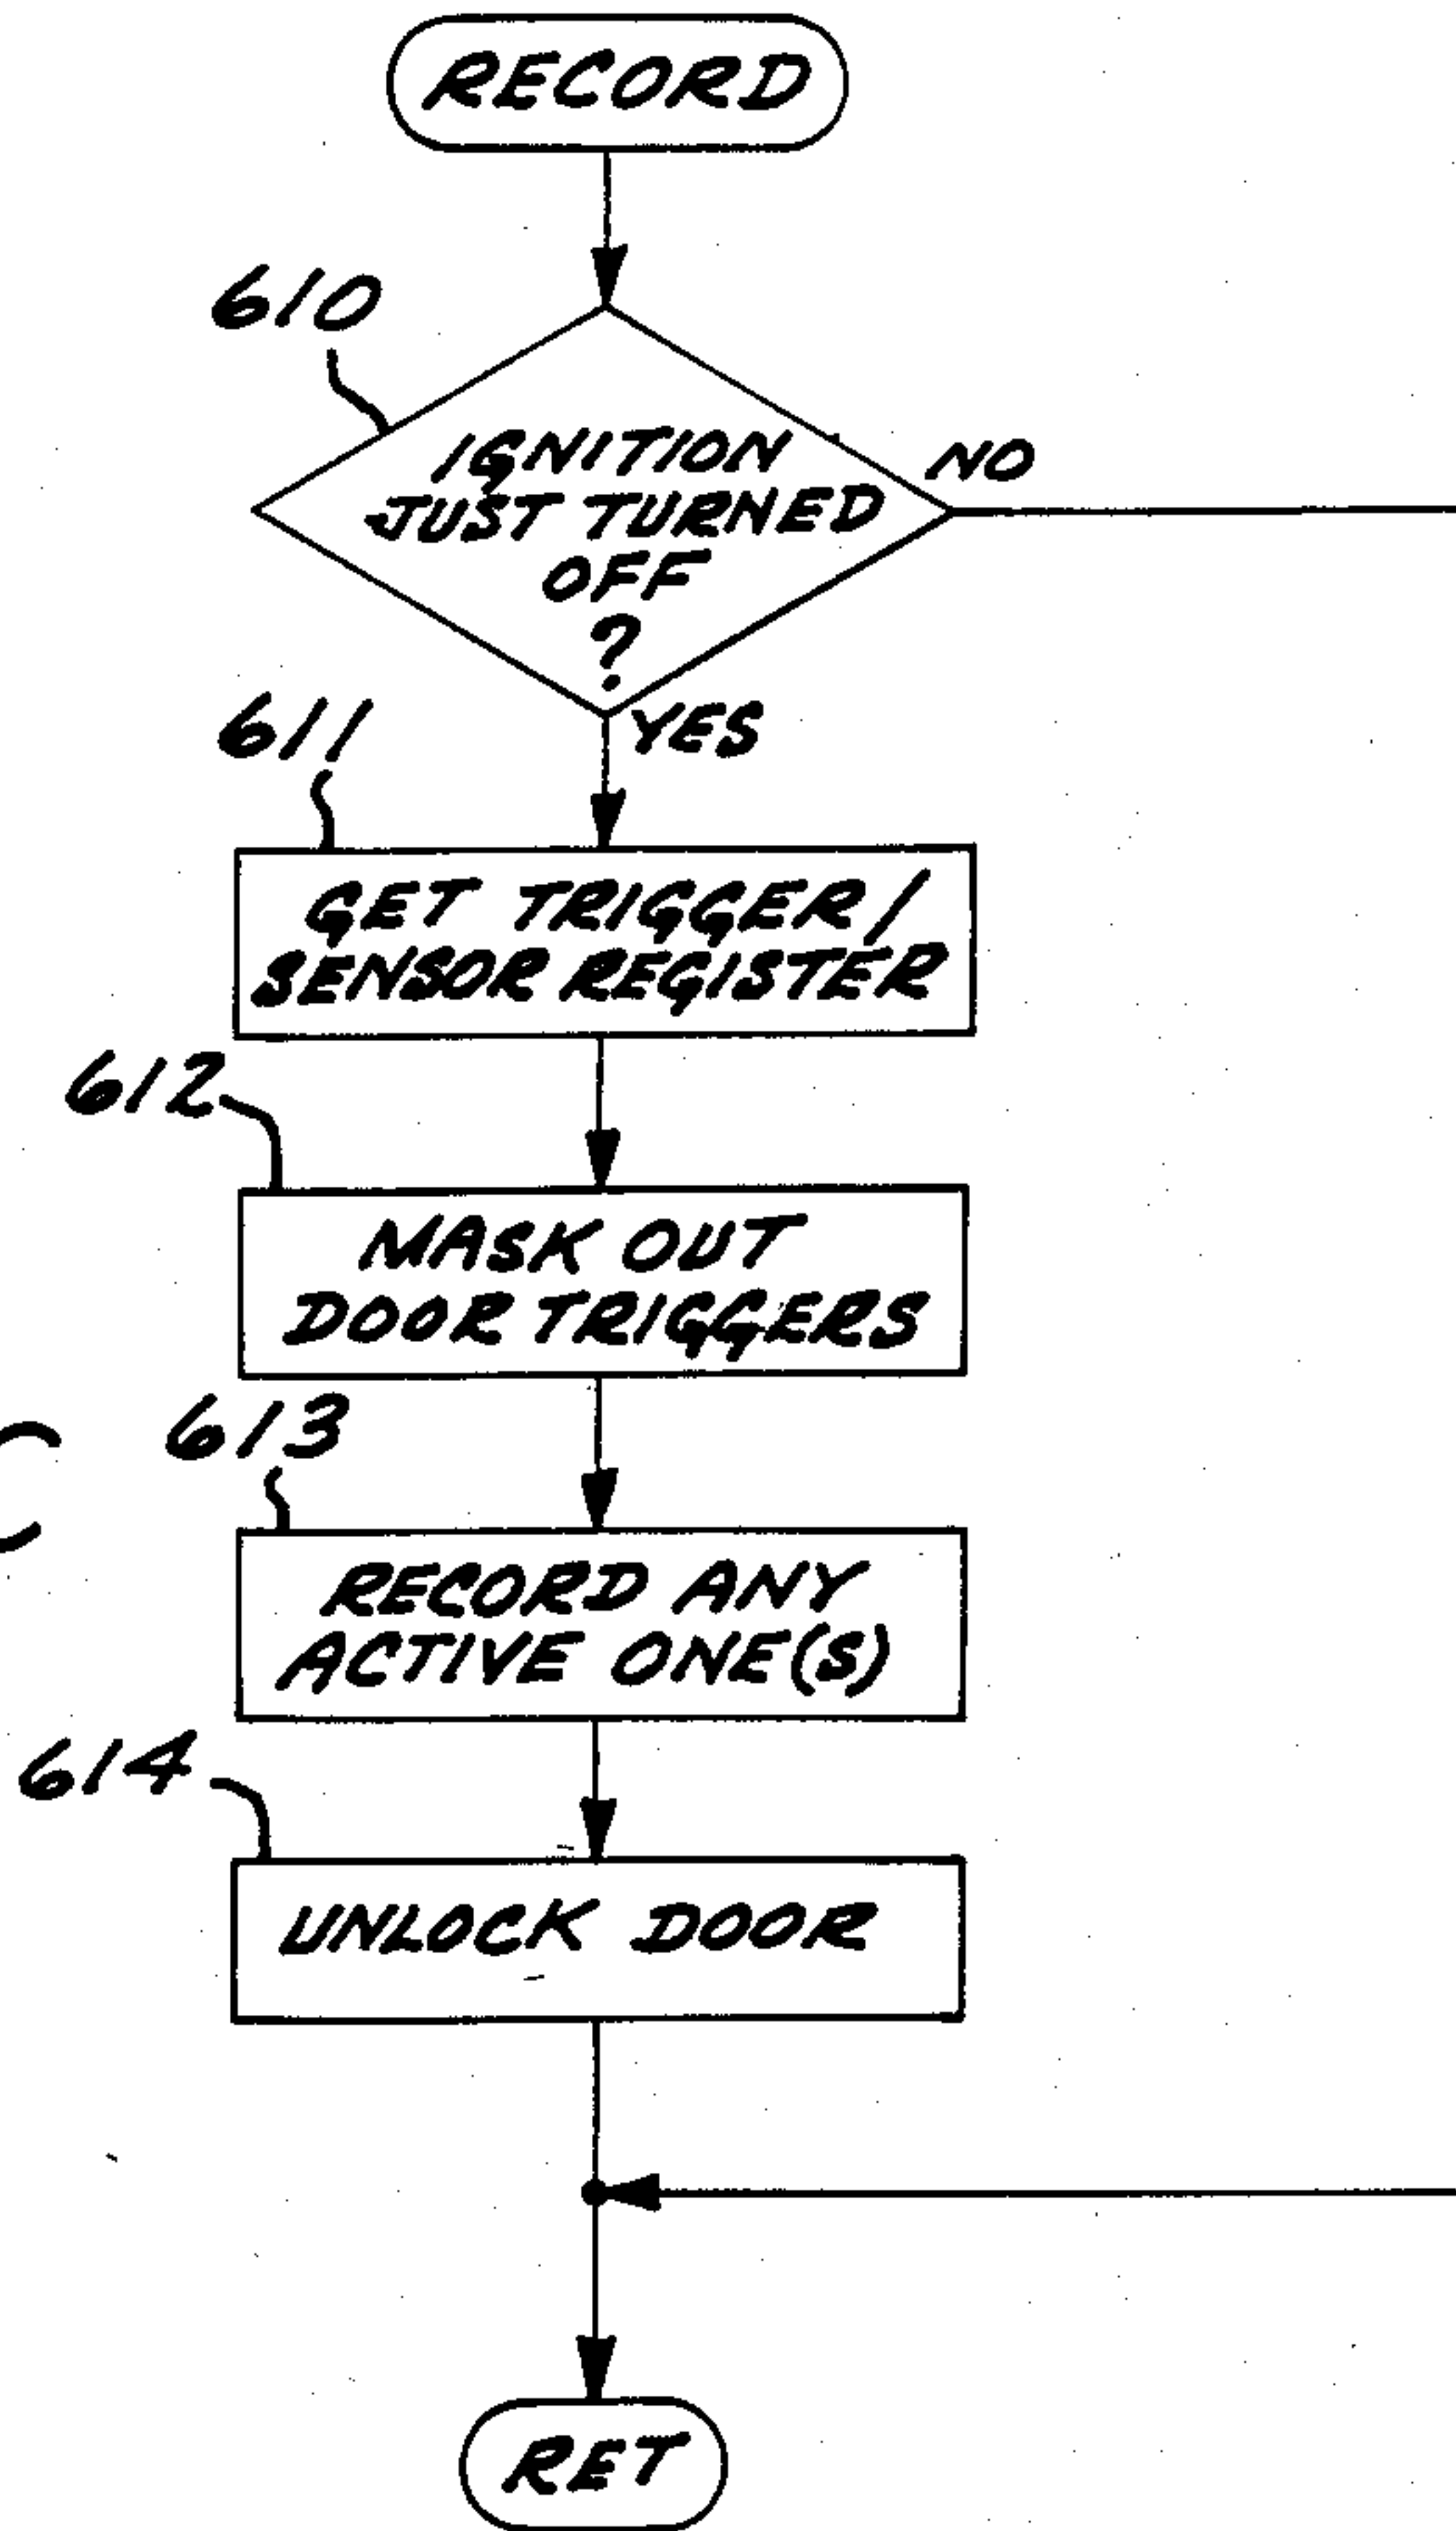 RECORD
610
IGNITION
JUST TURNED
OFF
?
NO
YES
611
GET TRIGGER/
SENSOR REGISTER
612
MASK OUT
DOOR TRIGGERS
613
RECORD ANY
ACTIVE ONE(S)
614
UNLOCK DOOR
RET